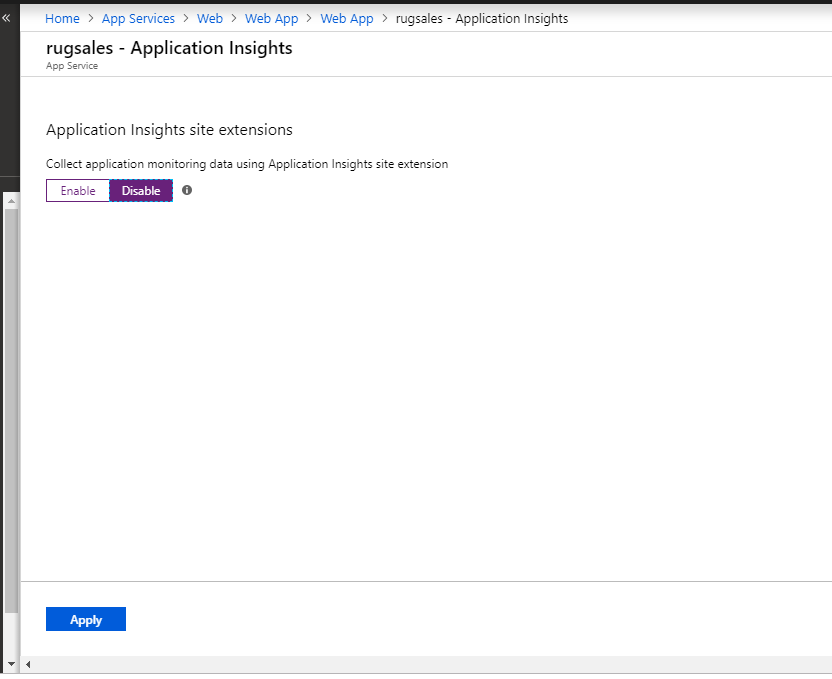 Home > App Services > Web > Web App > Web App > rugsales - Application Insights
rugsales - Application Insights
App Service
Application Insights site extensions
Collect application monitoring data using Application Insights site extension
Enable Disable
Apply